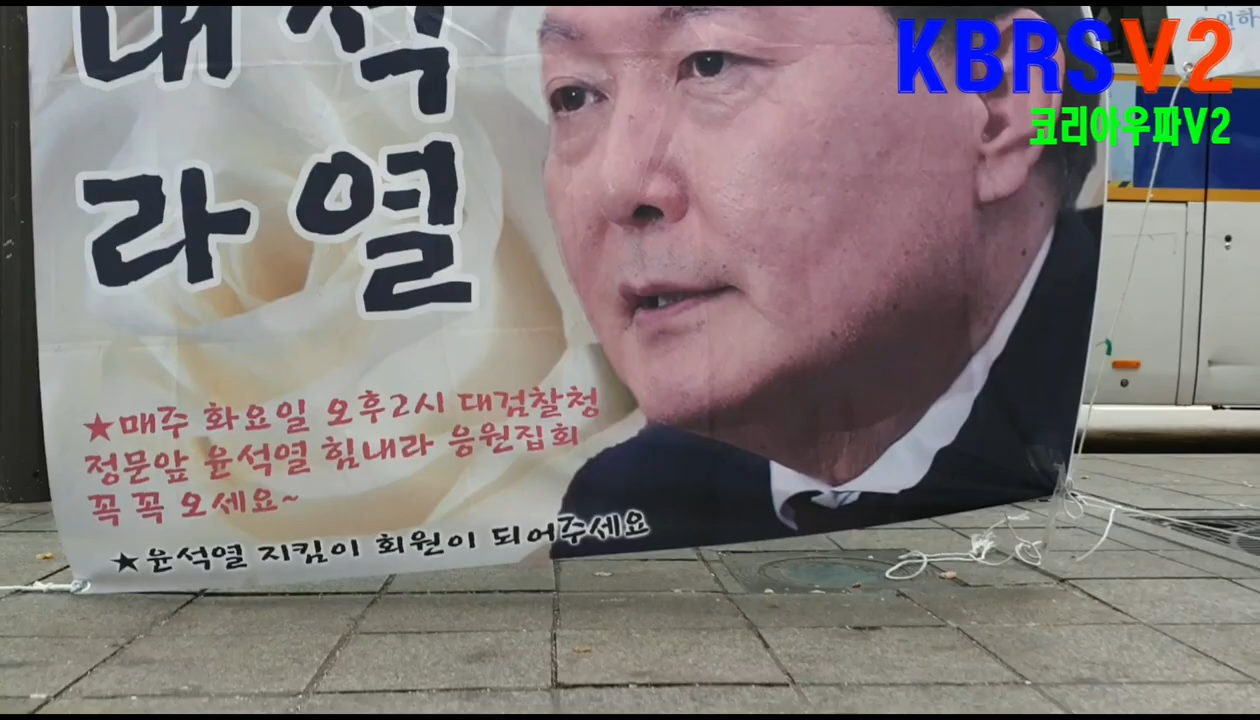 KBRSV2
코리아우파V2
내 석
라 열
★매주 화요일 오후2시 대검찰청
정문앞 윤석열 힘내라 응원집회
꼭 꼭 오세요~
★윤석열 지킴이 회원이 되어주세요